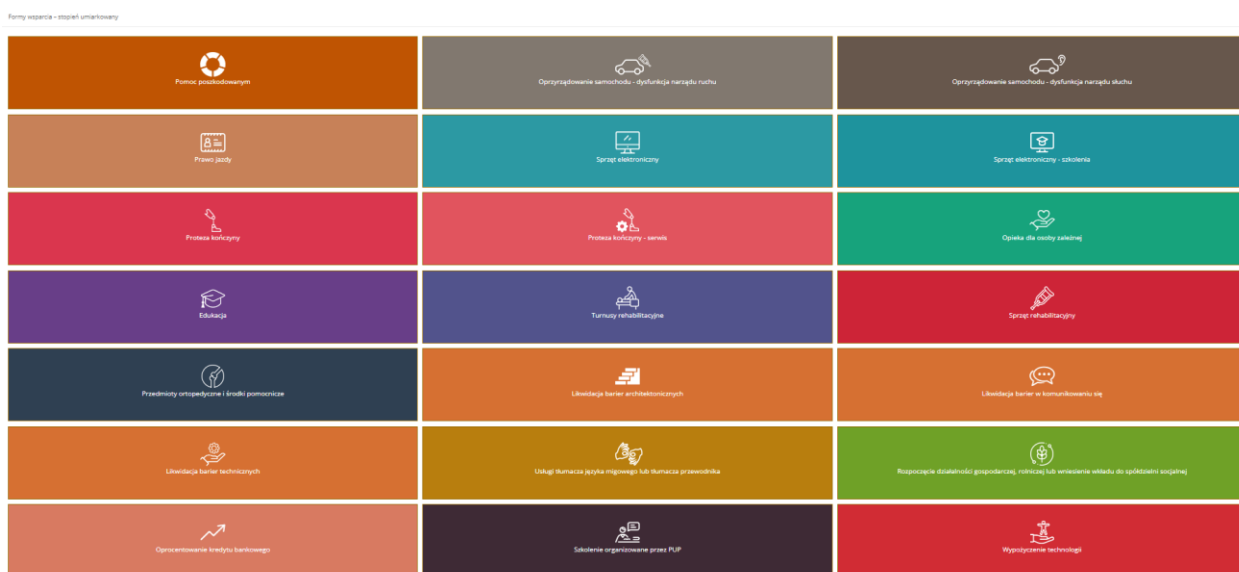 Formy wsparcia – stopień umiarkowany
Pomoc poszkodowanym
Oprzyrządowanie samochodu - dysfunkcja narządu ruchu
Oprzyrządowanie samochodu - dysfunkcja narządu słuchu
Prawo jazdy
Sprzęt elektroniczny
Sprzęt elektroniczny - szkolenia
Proteza kończyny
Proteza kończyny - serwis
Opieka dla osoby zależnej
Edukacja
Turnusy rehabilitacyjne
Sprzęt rehabilitacyjny
Przedmioty ortopedyczne i środki pomocnicze
Likwidacja barier architektonicznych
Likwidacja barier w komunikowaniu się
Likwidacja barier technicznych
Usługi tłumacza języka migowego lub tłumacza przewodnika
Rozpoczęcie działalności gospodarczej, rolniczej lub wniesienie wkładu do spółdzielni socjalnej
Oprocentowanie kredytu bankowego
Szkolenie organizowane przez PUP
Wypożyczenie technologii